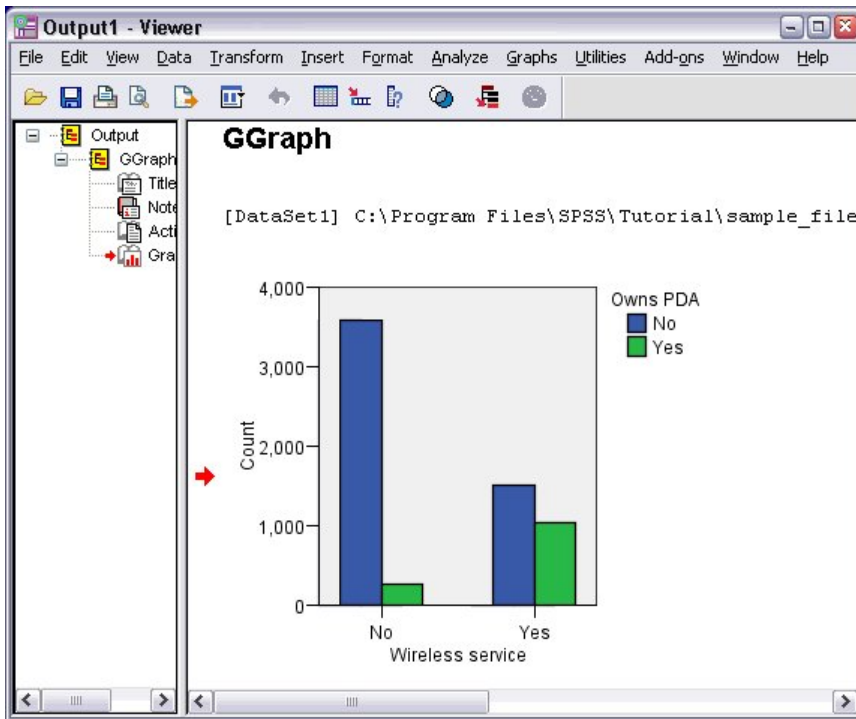 Output1 - Viewer
File Edit View Data Transform Insert Format Analyze Graphs Utilities Add-ons Window Help
Output
GGraph
Title
Note
Acti
Gra
GGraph
[DataSet1] C:\Program Files\SPSS\Tutorial\sample_file
4,000
3,000
2,000
1,000
0
Count
No Yes
Wireless service
Owns PDA
No
Yes